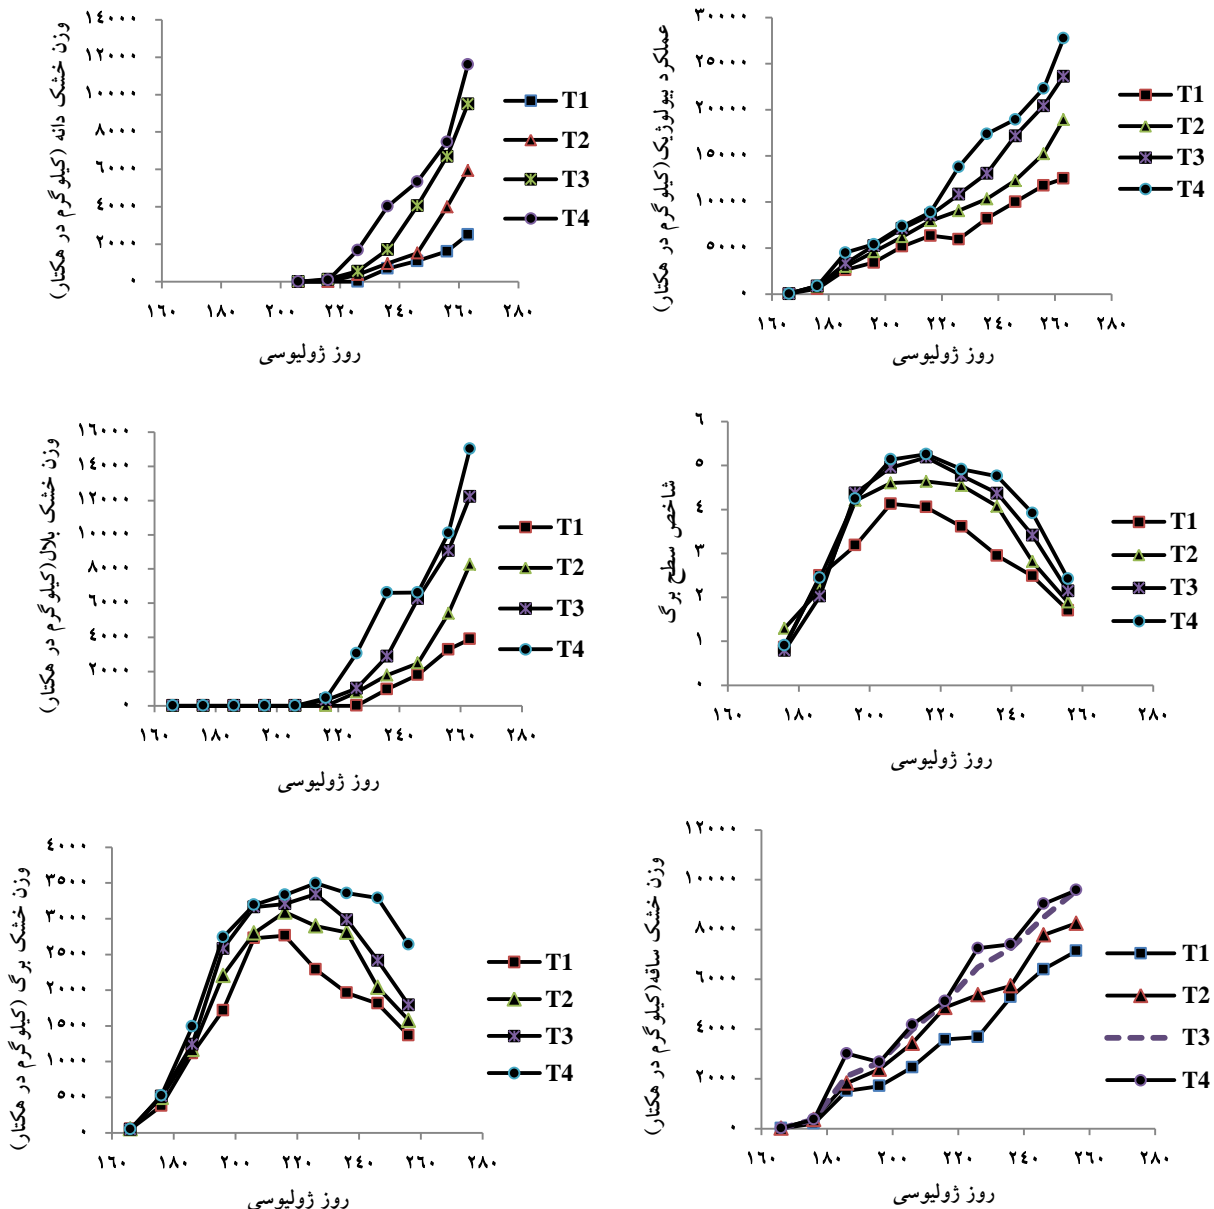 وزن خشک دانه (کیلوگرم در هکتار)
۱۴۰۰۰
۱۲۰۰۰
۱۰۰۰۰
۸۰۰۰
۶۰۰۰
۴۰۰۰
۲۰۰۰
۰
۱۶۰ ۱۸۰ ۲۰۰ ۲۲۰ ۲۴۰ ۲۶۰ ۲۸۰
روز ژولیوسی
T1
T2
T3
T4
عملکرد بیولوژیک(کیلوگرم در هکتار)
۳۰۰۰۰
۲۵۰۰۰
۲۰۰۰۰
۱۵۰۰۰
۱۰۰۰۰
۵۰۰۰
۰
۱۶۰ ۱۸۰ ۲۰۰ ۲۲۰ ۲۴۰ ۲۶۰ ۲۸۰
روز ژولیوسی
T1
T2
T3
T4
وزن خشک بلال(کیلوگرم در هکتار)
۱۶۰۰۰
۱۴۰۰۰
۱۲۰۰۰
۱۰۰۰۰
۸۰۰۰
۶۰۰۰
۴۰۰۰
۲۰۰۰
۰
۱۶۰ ۱۸۰ ۲۰۰ ۲۲۰ ۲۴۰ ۲۶۰ ۲۸۰
روز ژولیوسی
T1
T2
T3
T4
شاخص سطح برگ
۶
۵
۴
۳
۲
۱
۰
۱۶۰ ۱۸۰ ۲۰۰ ۲۲۰ ۲۴۰ ۲۶۰ ۲۸۰
روز ژولیوسی
T1
T2
T3
T4
وزن خشک برگ (کیلوگرم در هکتار)
۴۰۰۰
۳۵۰۰
۳۰۰۰
۲۵۰۰
۲۰۰۰
۱۵۰۰
۱۰۰۰
۵۰۰
۰
۱۶۰ ۱۸۰ ۲۰۰ ۲۲۰ ۲۴۰ ۲۶۰ ۲۸۰
روز ژولیوسی
T1
T2
T3
T4
وزن خشک ساقه(کیلوگرم در هکتار)
۱۲۰۰۰
۱۰۰۰۰
۸۰۰۰
۶۰۰۰
۴۰۰۰
۲۰۰۰
۰
۱۶۰ ۱۸۰ ۲۰۰ ۲۲۰ ۲۴۰ ۲۶۰ ۲۸۰
روز ژولیوسی
T1
T2
T3
T4